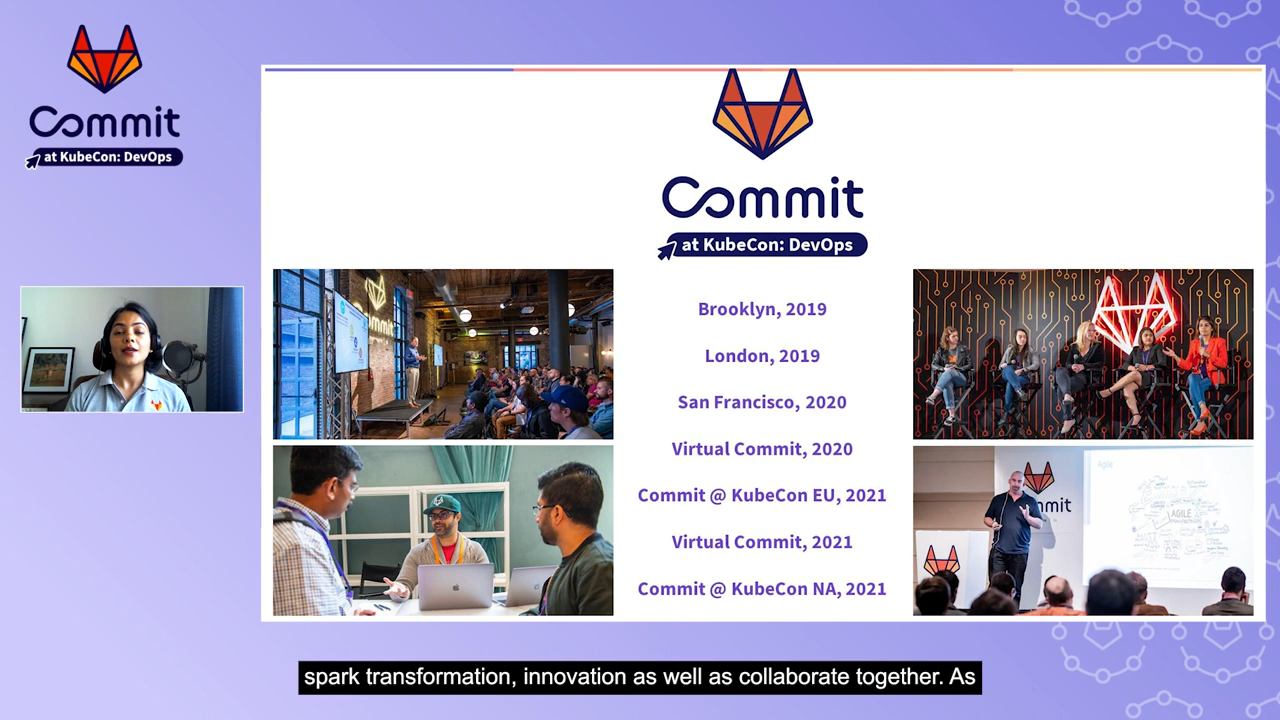 Commit
at KubeCon: DevOps
Commit
at KubeCon: DevOps
Brooklyn, 2019
London, 2019
San Francisco, 2020
Virtual Commit, 2020
Commit @ KubeCon EU, 2021
Virtual Commit, 2021
Commit @ KubeCon NA, 2021
Agile
AGILE
spark transformation, innovation as well as collaborate together. As